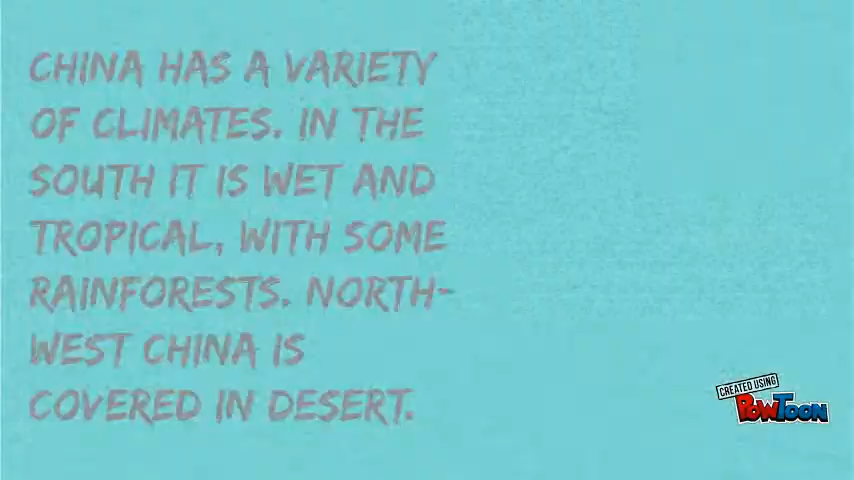 CHINA HAS A VARIETY
OF CLIMATES. IN THE
SOUTH IT IS WET AND
TROPICAL, WITH SOME
RAINFORESTS. NORTH-
WEST CHINA IS
COVERED IN DESERT.
CREATED USING
POWTOON